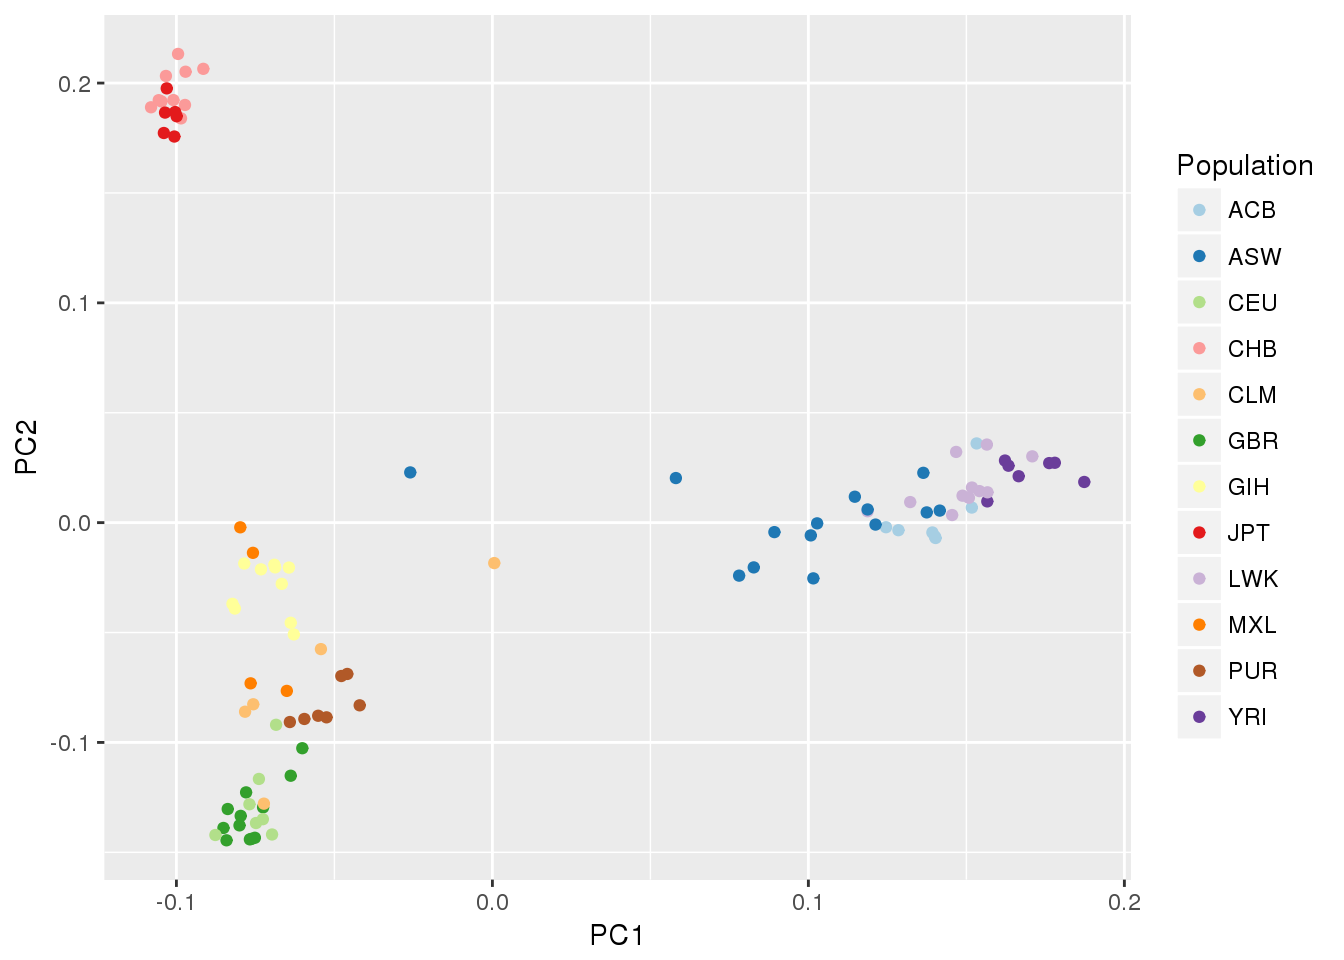 PC2
0.2
0.1
0.0
-0.1
-0.1
0.0
0.1
0.2
PC1
Population
ACB
ASW
CEU
CHB
CLM
GBR
GIH
JPT
LWK
MXL
PUR
YRI